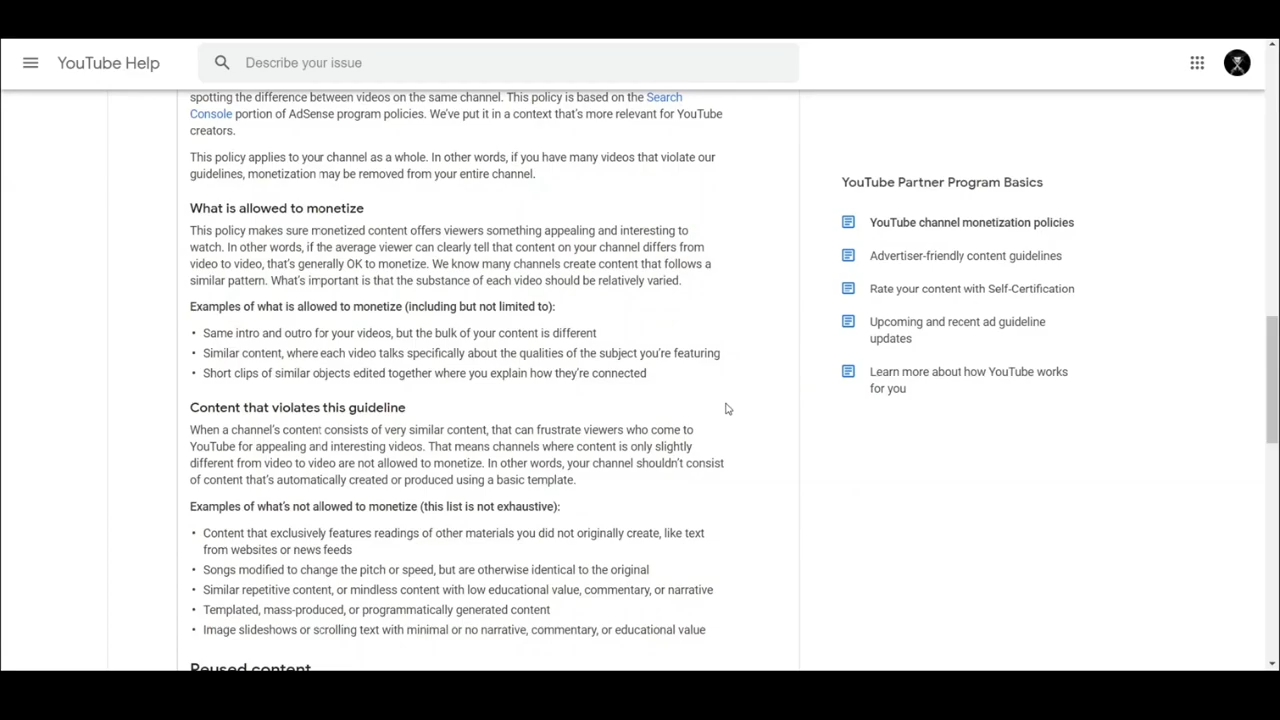 YouTube Help
Describe your issue
spotting the difference between videos on the same channel. This policy is based on the Search
Console portion of AdSense program policies. We've put it in a context that's more relevant for YouTube
creators.
This policy applies to your channel as a whole. In other words, if you have many videos that violate our
guidelines, monetization may be removed from your entire channel.
What is allowed to monetize
This policy makes sure monetized content offers viewers something appealing and interesting to
watch. In other words, if the average viewer can clearly tell that content on your channel differs from
video to video, that's generally OK to monetize. We know many channels create content that follows a
similar pattern. What's important is that the substance of each video should be relatively varied.
Examples of what is allowed to monetize (including but not limited to):
• Same intro and outro for your videos, but the bulk of your content is different
• Similar content, where each video talks specifically about the qualities of the subject you're featuring
• Short clips of similar objects edited together where you explain how they're connected
Content that violates this guideline
When a channel's content consists of very similar content, that can frustrate viewers who come to
YouTube for appealing and interesting videos. That means channels where content is only slightly
different from video to video are not allowed to monetize. In other words, your channel shouldn't consist
of content that's automatically created or produced using a basic template.
Examples of what's not allowed to monetize (this list is not exhaustive):
• Content that exclusively features readings of other materials you did not originally create, like text
from websites or news feeds
• Songs modified to change the pitch or speed, but are otherwise identical to the original
• Similar repetitive content, or mindless content with low educational value, commentary, or narrative
• Templated, mass-produced, or programmatically generated content
• Image slideshows or scrolling text with minimal or no narrative, commentary, or educational value
Reused content
YouTube Partner Program Basics
YouTube channel monetization policies
Advertiser-friendly content guidelines
Rate your content with Self-Certification
Upcoming and recent ad guideline
updates
Learn more about how YouTube works
for you